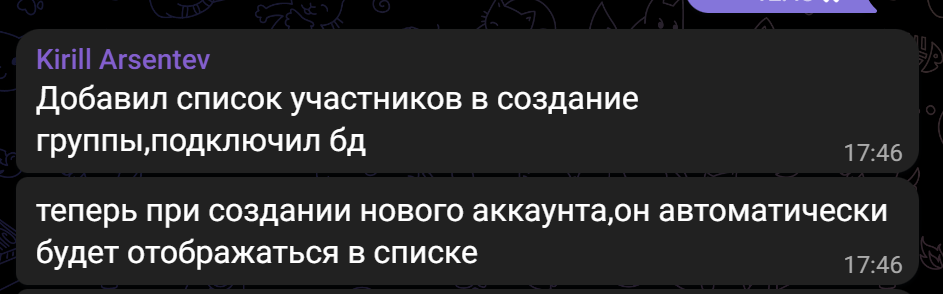 Kirill Arsentev
Добавил список участников в создание
группы,подключил бд
17:46
теперь при создании нового аккаунта,он автоматически
будет отображаться в списке
17:46